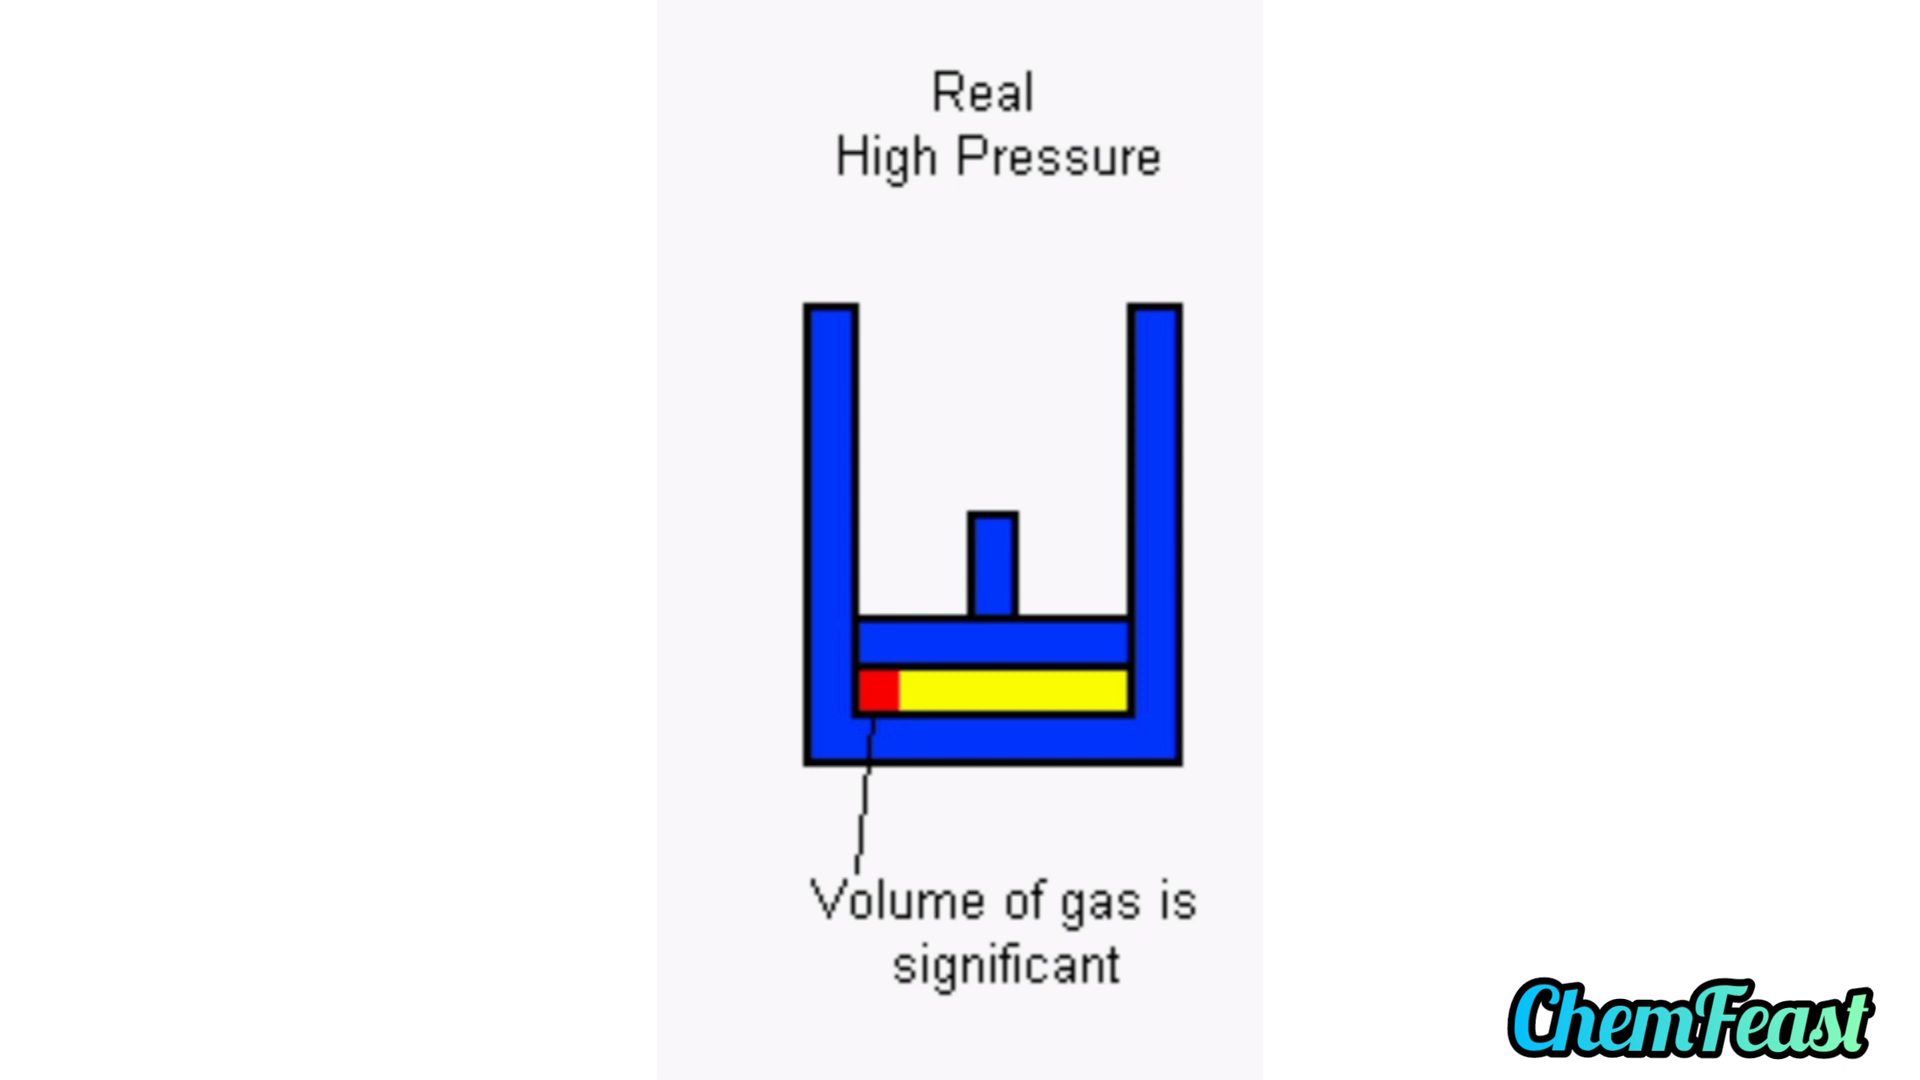 Real
High Pressure
Volume of gas is
significant
ChemFeast